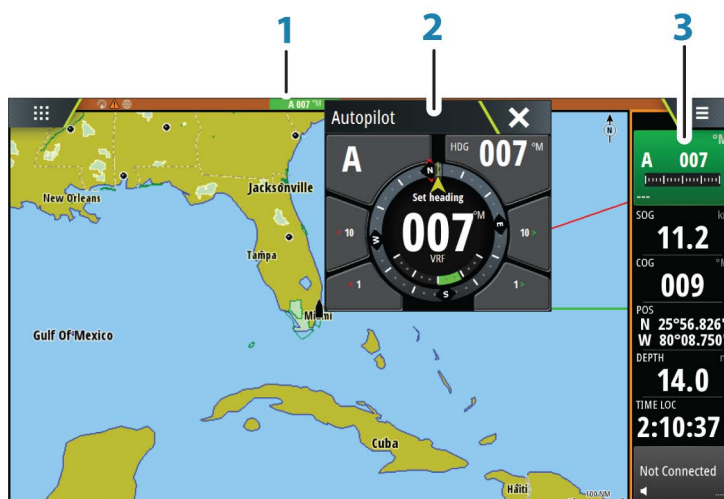 1
2
3
A 007 °M
Autopilot
A
HDG 007 °M
N
Set heading
007 °M
VRF
W
E
S
< 10
10 >
< 1
1 >
N
Jacksonville
New Orleans
Tampa
Miami
Gulf Of Mexico
Cuba
Haiti
100 NM
°M
A 007
---
SOG
11.2
COG °M
009
POS
N 25°56.826'
W 80°08.750'
DEPTH
14.0
TIME LOC
2:10:37
Not Connected